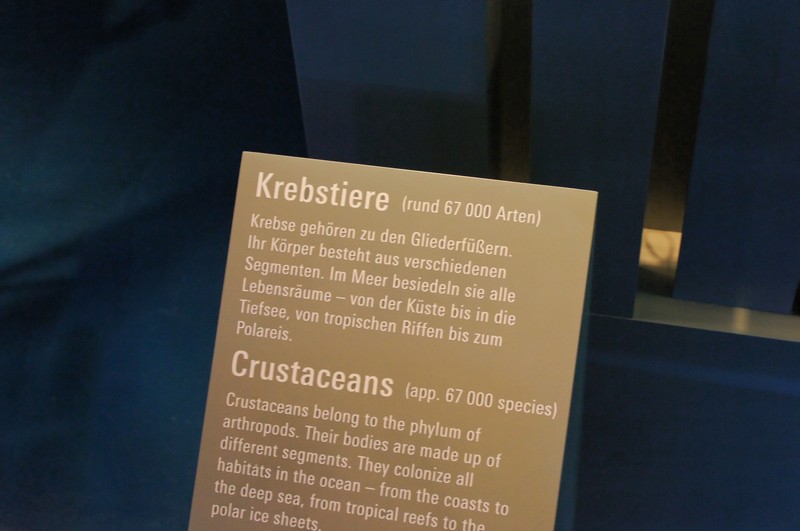 Krebstiere (rund 67 000 Arten)
Krebse gehören zu den Gliederfüßern.
Ihr Körper besteht aus verschiedenen
Segmenten. Im Meer besiedeln sie alle
Lebensräume – von der Küste bis in die
Tiefsee, von tropischen Riffen bis zum
Polareis.
Crustaceans (app. 67 000 species)
Crustaceans belong to the phylum of
arthropods. Their bodies are made up of
different segments. They colonize all
habitats in the ocean – from the coasts to
the deep sea, from tropical reefs to the
polar ice sheets.